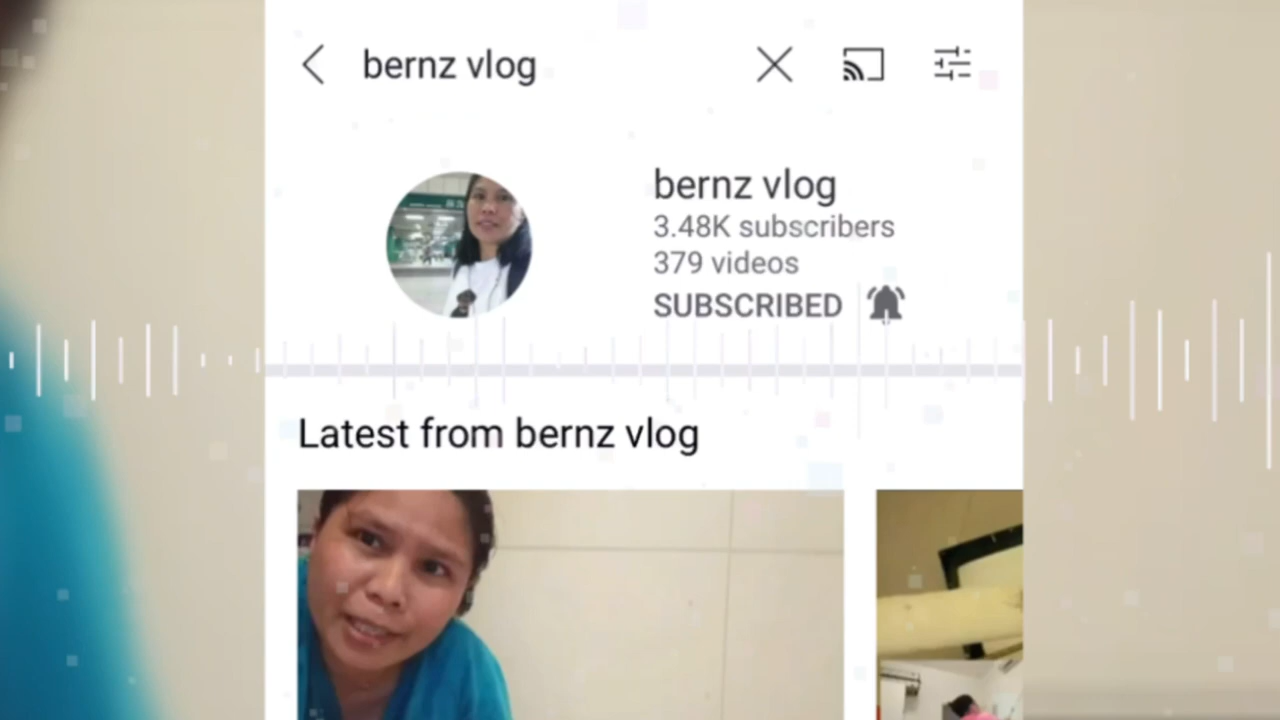 bernz vlog
bernz vlog
3.48K subscribers
379 videos
SUBSCRIBED
Latest from bernz vlog